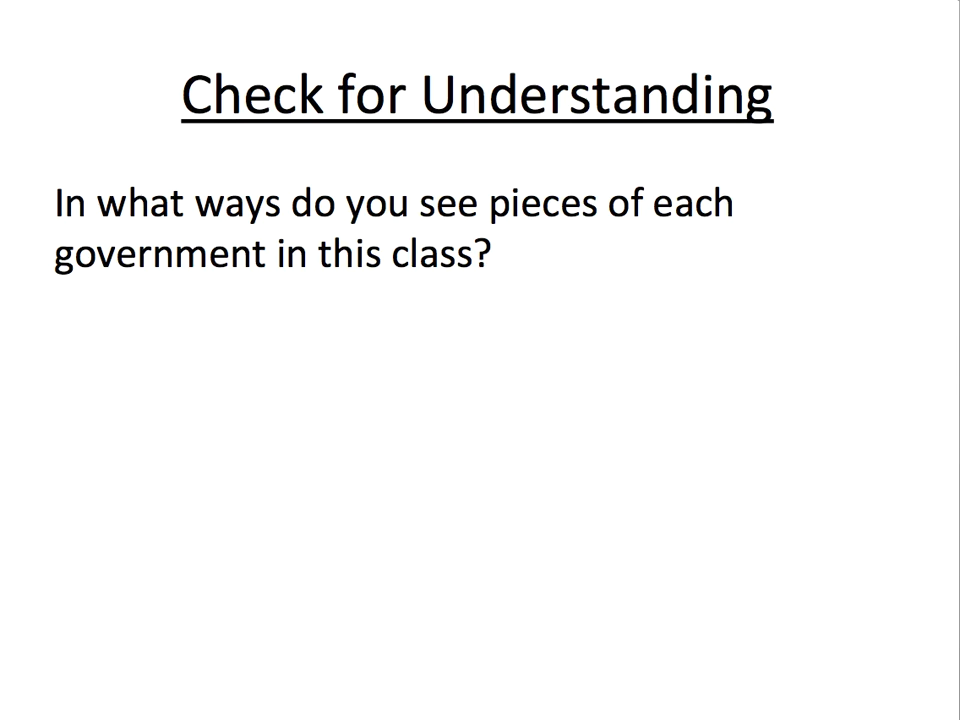 Check for Understanding
In what ways do you see pieces of each
government in this class?